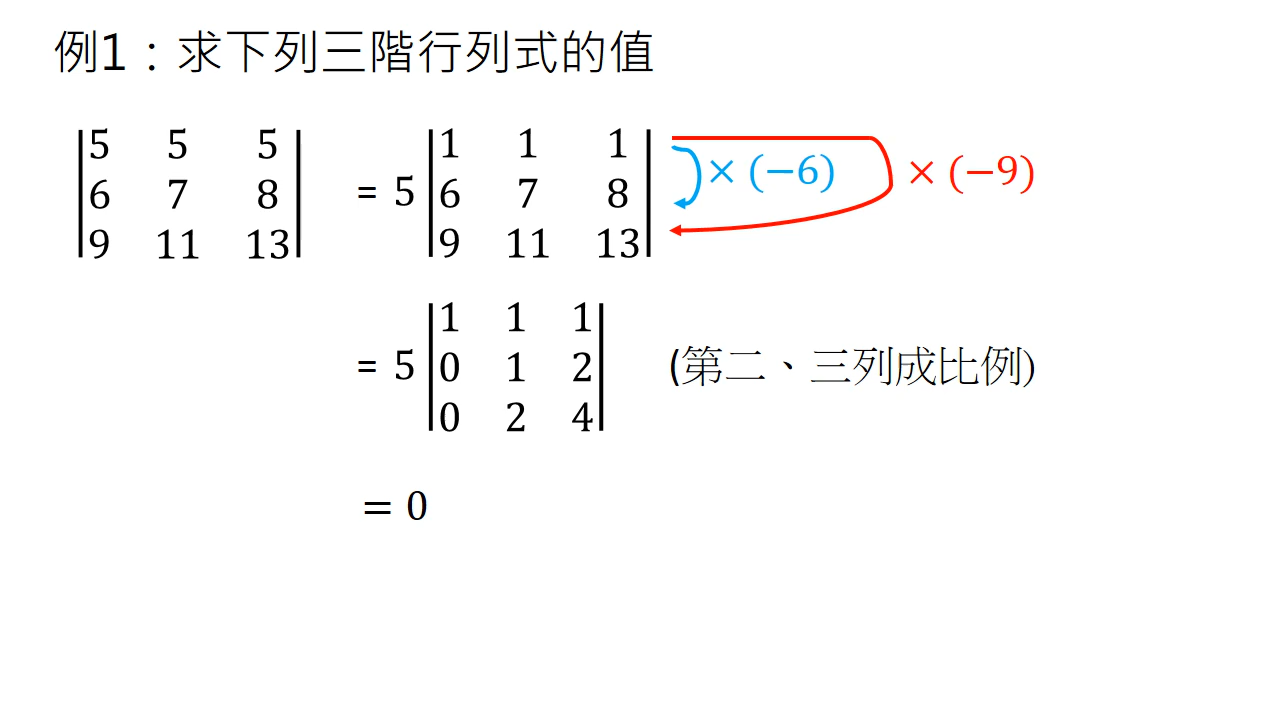 例1：求下列三階行列式的值
|5 5 5| = 5 |1 1 1| × (−6) × (−9)
|6 7 8| |6 7 8|
|9 11 13| |9 11 13|
= 5 |1 1 1|
|0 1 2| (第二、三列成比例)
|0 2 4|
= 0